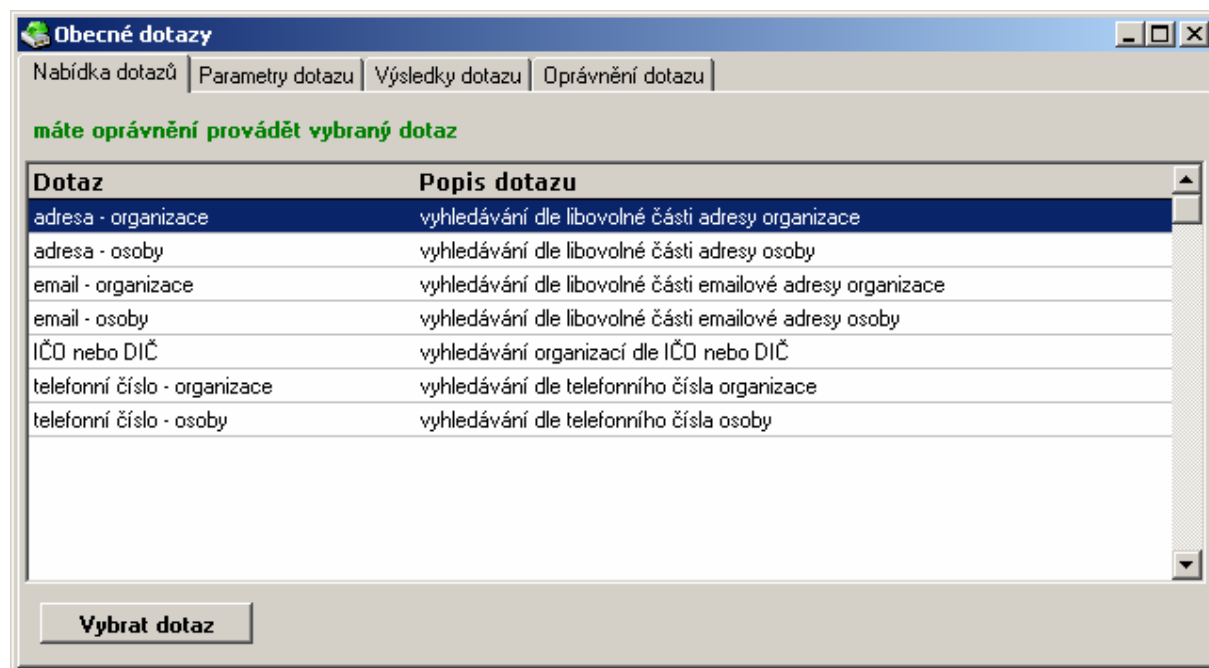 Obecné dotazy
Nabídka dotazů Parametry dotazu Výsledky dotazu Oprávnění dotazu
máte oprávnění provádět vybraný dotaz
Dotaz Popis dotazu
adresa - organizace vyhledávání dle libovolné části adresy organizace
adresa - osoby vyhledávání dle libovolné části adresy osoby
email - organizace vyhledávání dle libovolné části emailové adresy organizace
email - osoby vyhledávání dle libovolné části emailové adresy osoby
IČO nebo DIČ vyhledávání organizací dle IČO nebo DIČ
telefonní číslo - organizace vyhledávání dle telefonního čísla organizace
telefonní číslo - osoby vyhledávání dle telefonního čísla osoby
Vybrat dotaz